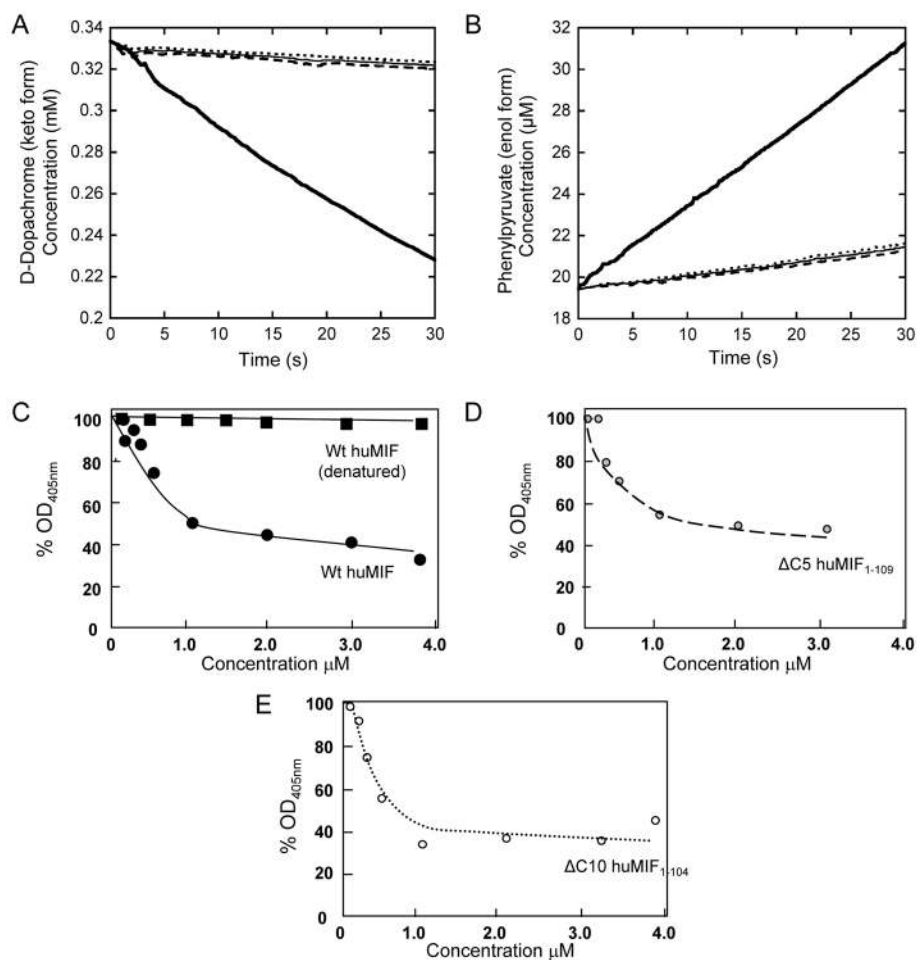 A
D-Dopachrome (keto form)
Concentration (mM)
0.34
0.32
0.3
0.28
0.26
0.24
0.22
0.2
0 5 10 15 20 25 30
Time (s)
B
Phenylpyruvate (enol form)
Concentration (µM)
32
30
28
26
24
22
20
18
0 5 10 15 20 25 30
Time (s)
C
% OD405nm
100
80
60
40
20
0
Wt huMIF
(denatured)
Wt huMIF
0 1.0 2.0 3.0 4.0
Concentration µM
D
% OD405nm
100
80
60
40
20
0
ΔC5 huMIF1-109
0 1.0 2.0 3.0 4.0
Concentration µM
E
% OD405nm
100
80
60
40
20
0
ΔC10 huMIF1-104
0 1.0 2.0 3.0 4.0
Concentration µM